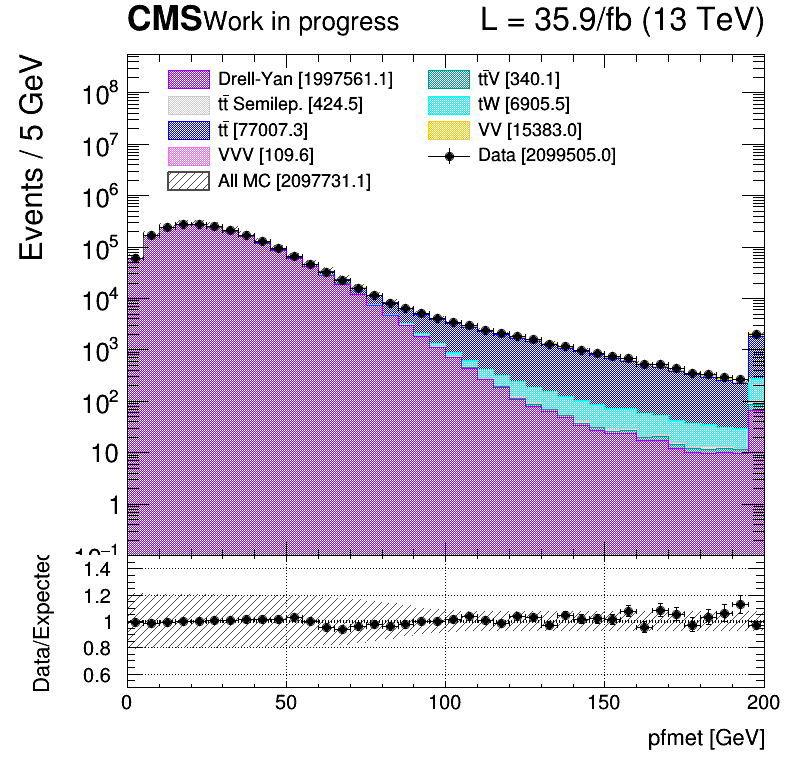 CMS Work in progress L = 35.9/fb (13 TeV)
Events / 5 GeV
Drell-Yan [1997561.1]
tt̄ Semilep. [424.5]
tt̄ [77007.3]
VVV [109.6]
All MC [2097731.1]
tt̄V [340.1]
tW [6905.5]
VV [15383.0]
Data [2099505.0]
10⁸
10⁷
10⁶
10⁵
10⁴
10³
10²
10
1
10⁻¹
Data/Expected
1.4
1.2
1
0.8
0.6
0 50 100 150 200
pfmet [GeV]